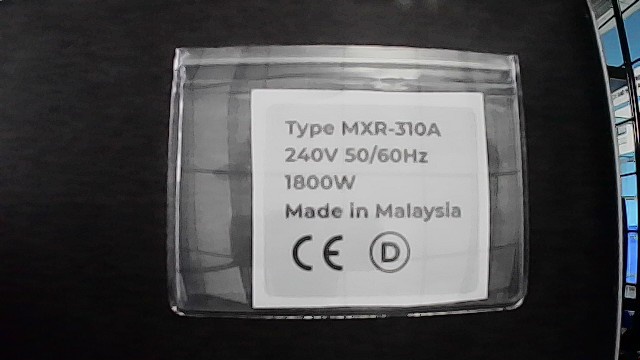 Type MXR-310A
240V 50/60Hz
1800W
Made in Malaysia
CE D